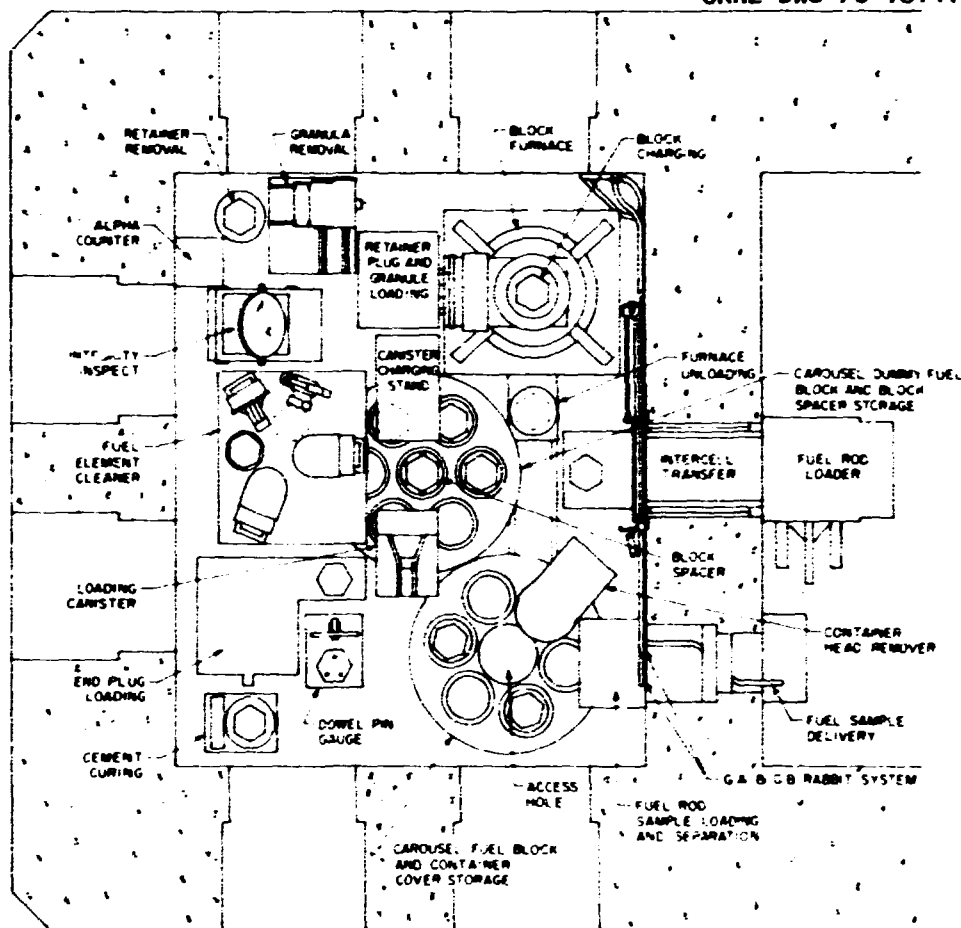 RETAINER
REMOVAL
GRANULA
REMOVAL
BLOCK
FURNACE
BLOCK
CHARGING
ALPHA
COUNTER
RETAINER
PLUG AND
GRANULE
LOADING
INSPECT
CANISTER
CHARGING
STAND
FURNACE
UNLOADING
CAROUSEL DUMMY FUEL
BLOCK AND BLOCK
SPACER STORAGE
FUEL
ELEMENT
CLEANER
INTERCELL
TRANSFER
FUEL ROD
LOADER
LOADING
CANISTER
BLOCK
SPACER
CONTAINER
HEAD REMOVER
END PLUG
LOADING
DOWEL PIN
GAUGE
FUEL SAMPLE
DELIVERY
CEMENT
CURING
ACCESS
HOLE
RABBIT SYSTEM
FUEL ROD
SAMPLE LOADING
AND SEPARATION
CAROUSEL FUEL BLOCK
AND CONTAINER
COVER STORAGE